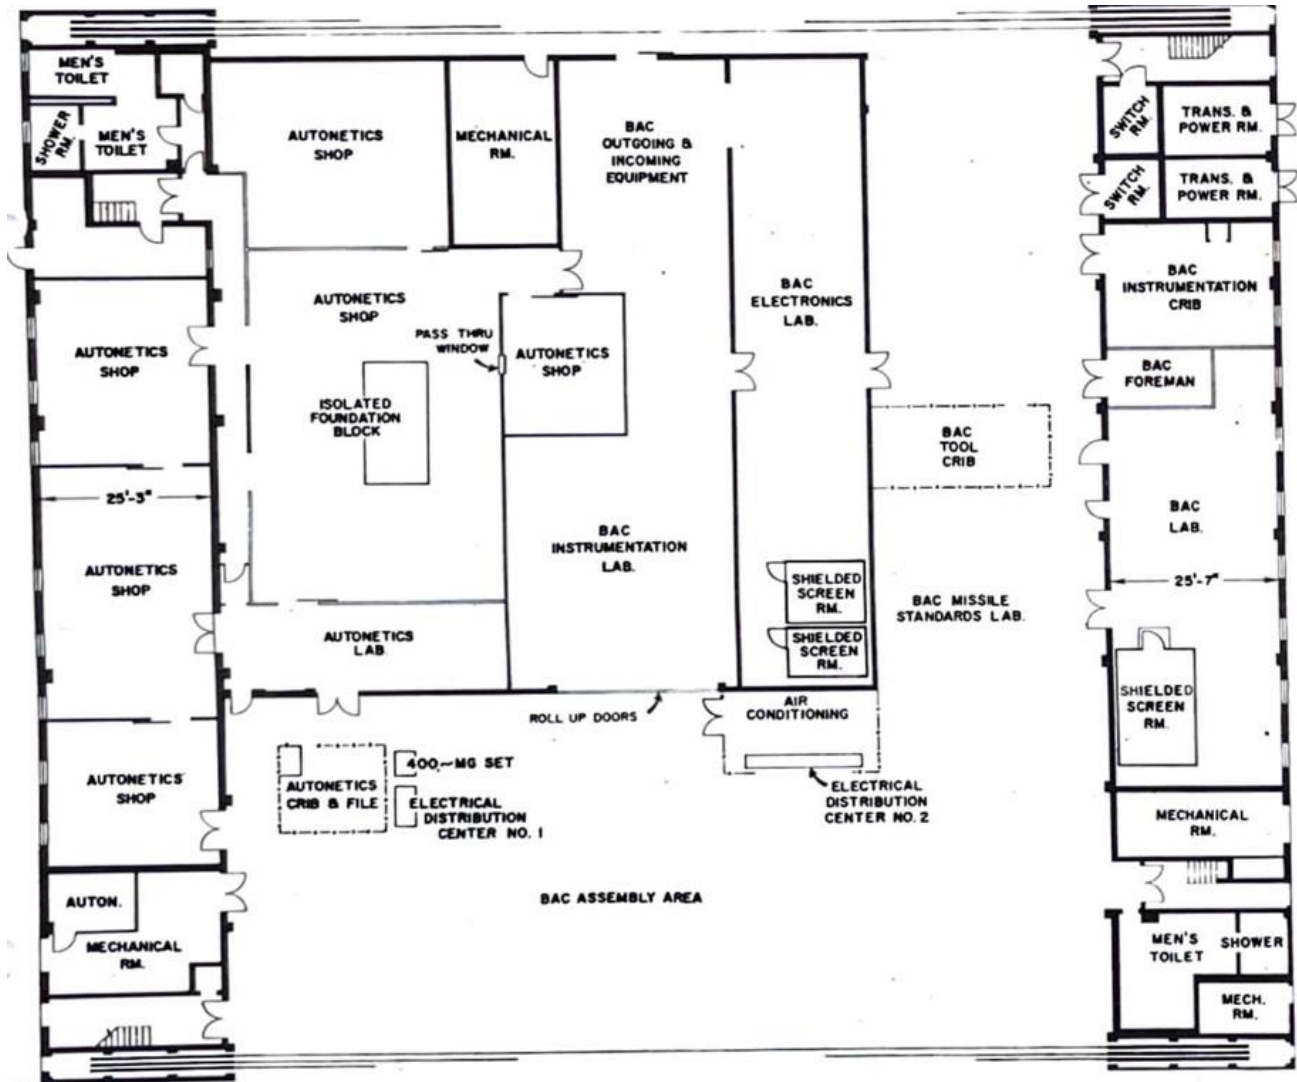 MEN'S
TOILET
SHOWER
RM.
MEN'S
TOILET
AUTONETICS
SHOP
MECHANICAL
RM.
BAC
OUTGOING &
INCOMING
EQUIPMENT
SWITCH
RM.
TRANS. &
POWER RM.
SWITCH
RM.
TRANS. &
POWER RM.
BAC
INSTRUMENTATION
CRIB
AUTONETICS
SHOP
AUTONETICS
SHOP
PASS THRU
WINDOW
AUTONETICS
SHOP
BAC
ELECTRONICS
LAB.
BAC
FOREMAN
ISOLATED
FOUNDATION
BLOCK
BAC
TOOL
CRIB
25'-3"
BAC
INSTRUMENTATION
LAB.
BAC
LAB.
AUTONETICS
SHOP
SHIELDED
SCREEN
RM.
BAC MISSILE
STANDARDS LAB.
25'-7"
AUTONETICS
LAB
SHIELDED
SCREEN
RM.
SHIELDED
SCREEN
RM.
ROLL UP DOORS
AIR
CONDITIONING
AUTONETICS
SHOP
AUTONETICS
CRIB & FILE
400~MG SET
ELECTRICAL
DISTRIBUTION
CENTER NO. 1
ELECTRICAL
DISTRIBUTION
CENTER NO. 2
MECHANICAL
RM.
AUTON.
MECHANICAL
RM.
BAC ASSEMBLY AREA
MEN'S
TOILET
SHOWER
MECH.
RM.